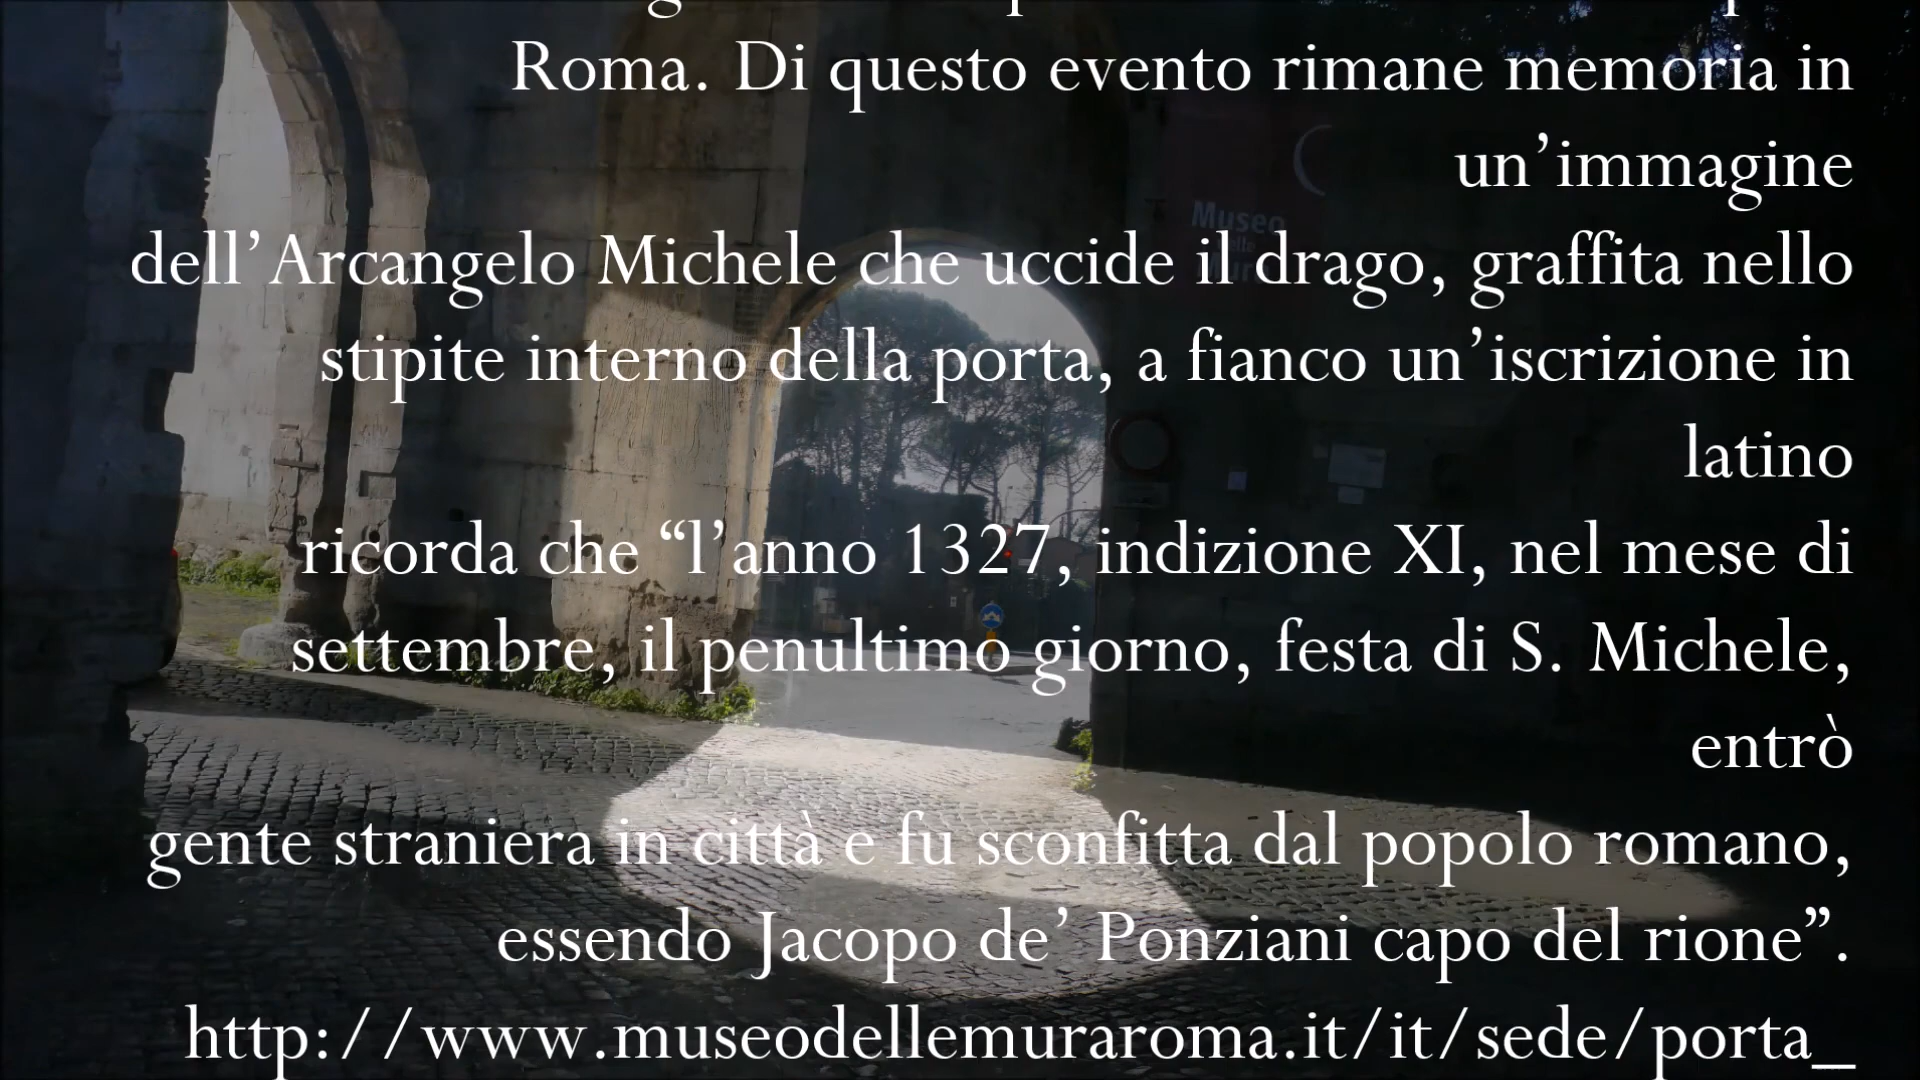 Roma. Di questo evento rimane memoria in
un’immagine
dell’Arcangelo Michele che uccide il drago, graffita nello
stipite interno della porta, a fianco un’iscrizione in
latino
ricorda che “l’anno 1327, indizione XI, nel mese di
settembre, il penultimo giorno, festa di S. Michele,
entrò
gente straniera in città e fu sconfitta dal popolo romano,
essendo Jacopo de’ Ponziani capo del rione”.
http://www.museodellemuraroma.it/it/sede/porta_
Museo
delle
Mura